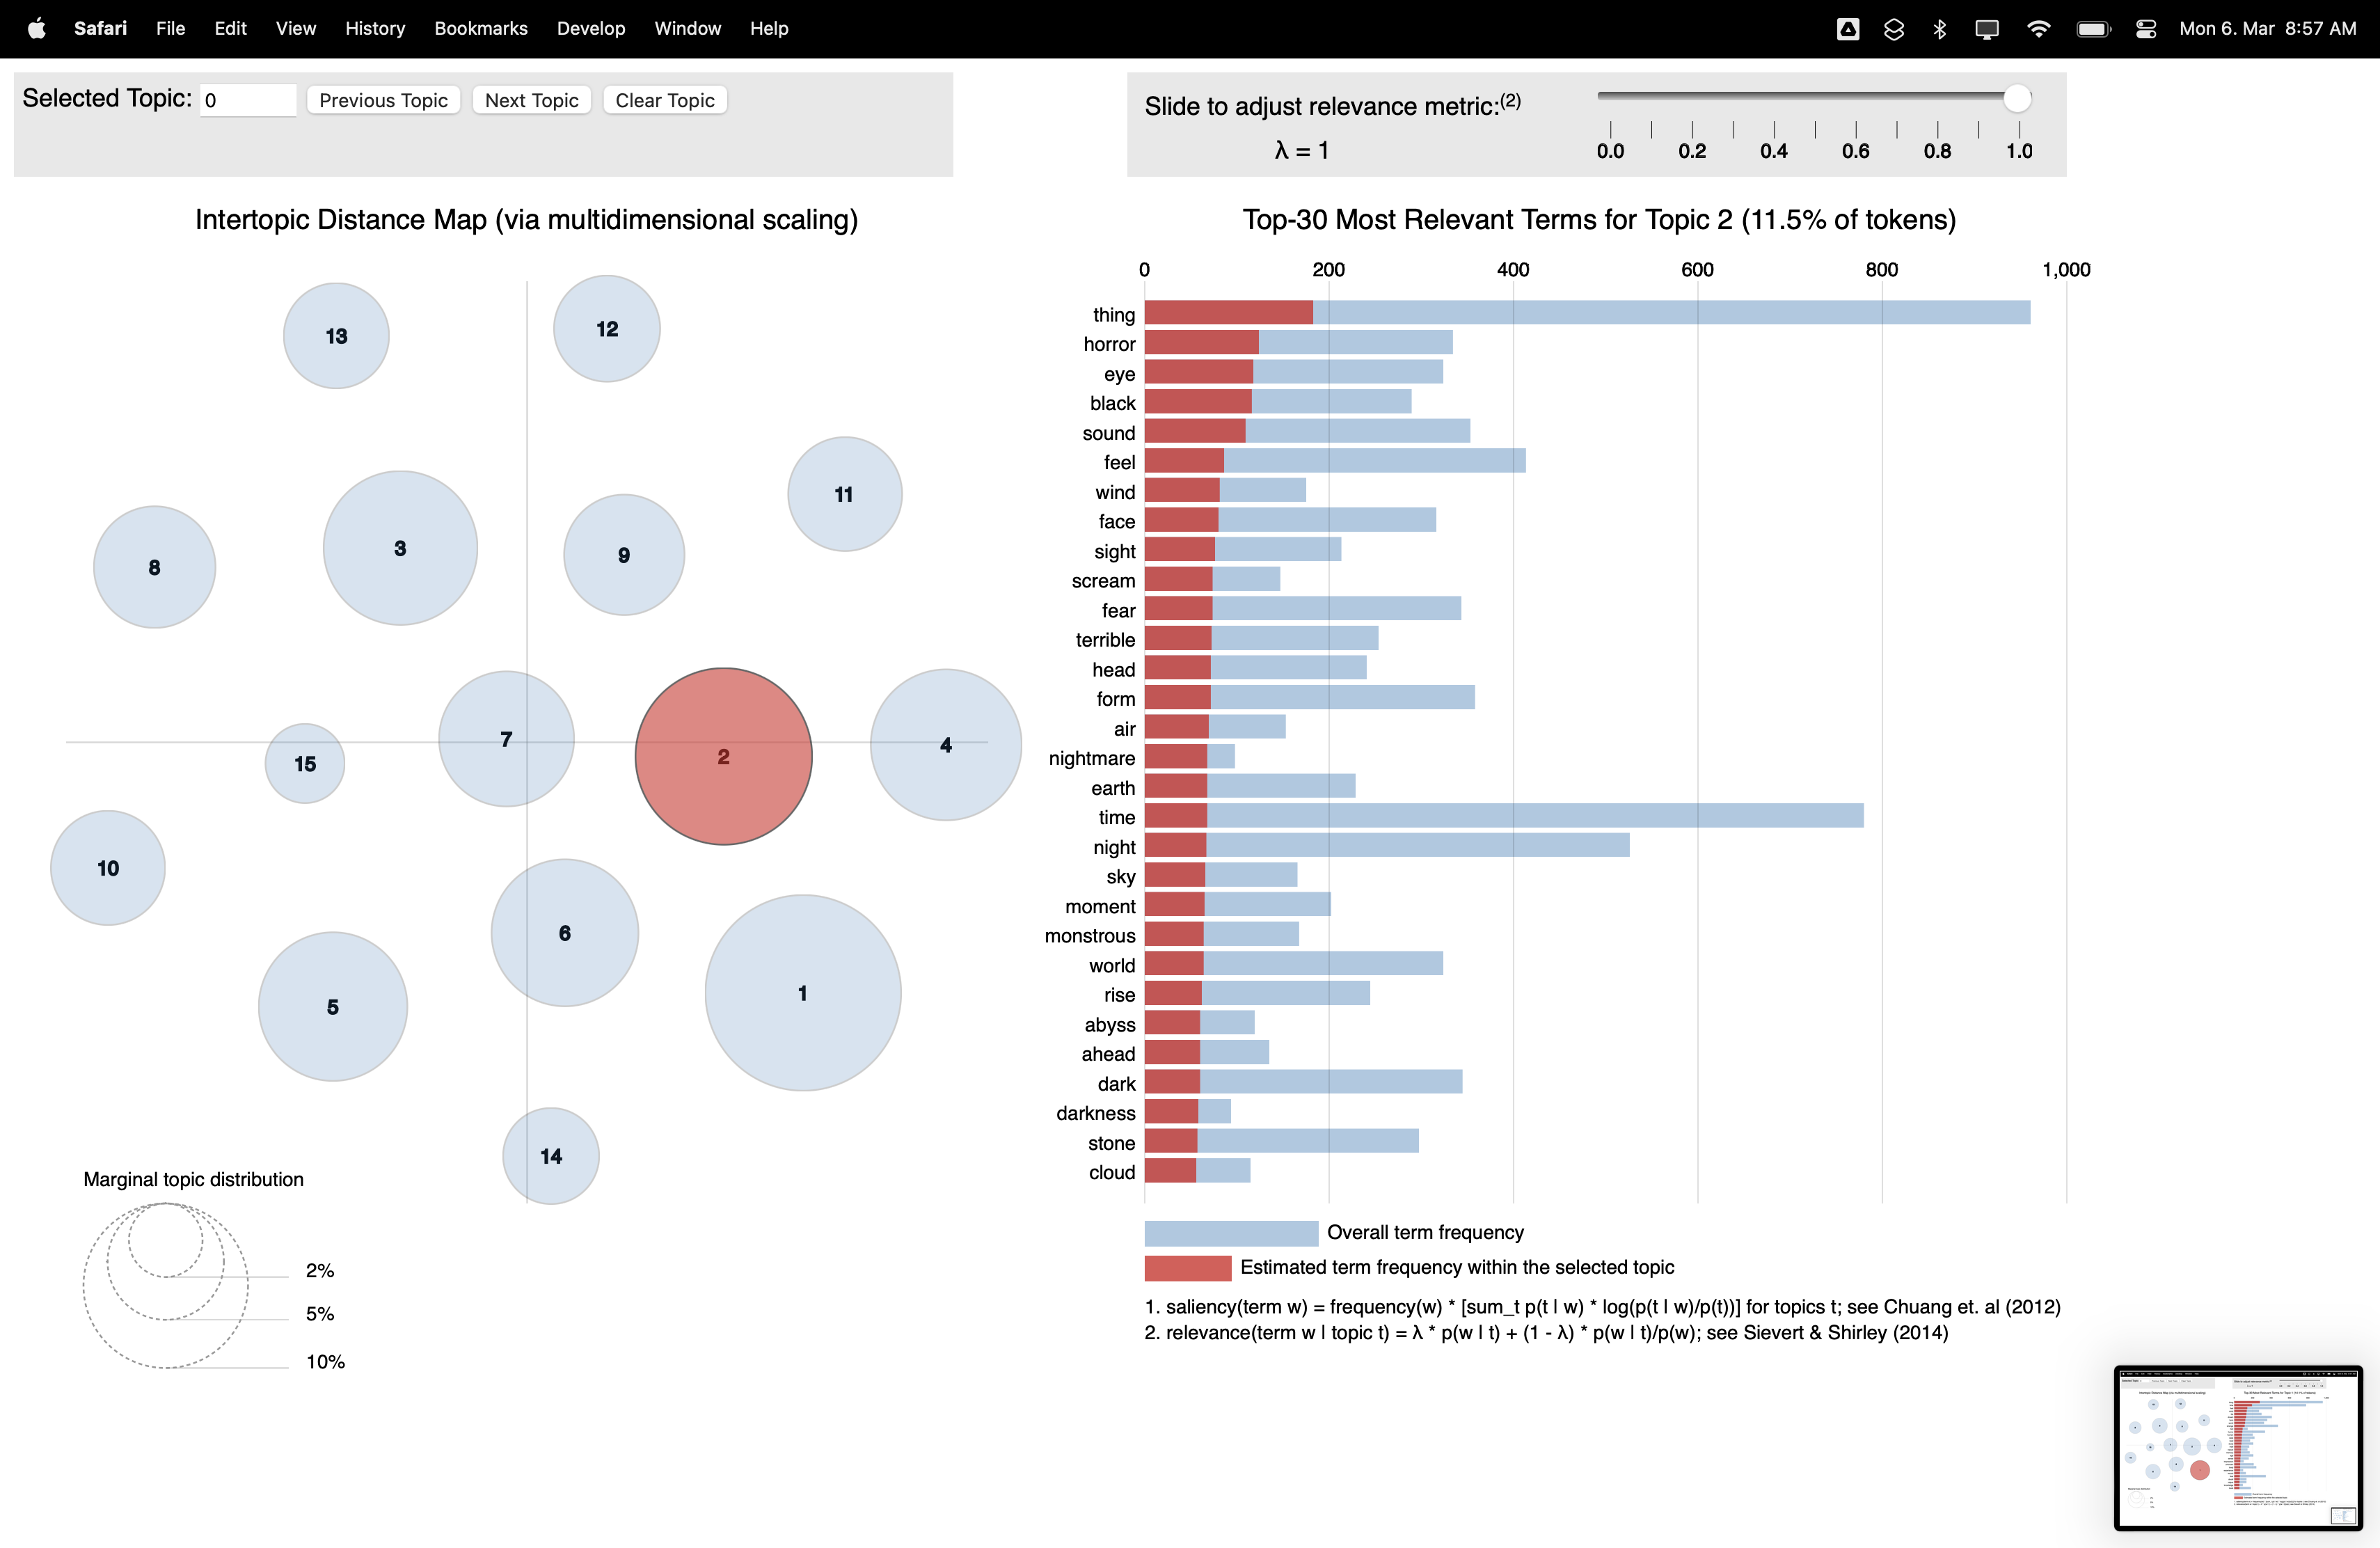 Safari File Edit View History Bookmarks Develop Window Help Mon 6. Mar 8:57 AM
Selected Topic: 0 Previous Topic Next Topic Clear Topic
Slide to adjust relevance metric:(2)
λ = 1
0.0 0.2 0.4 0.6 0.8 1.0
Intertopic Distance Map (via multidimensional scaling)
13
12
11
3
9
8
7
4
2
15
10
6
1
5
14
Marginal topic distribution
2%
5%
10%
Top-30 Most Relevant Terms for Topic 2 (11.5% of tokens)
0 200 400 600 800 1,000
thing
horror
eye
black
sound
feel
wind
face
sight
scream
fear
terrible
head
form
air
nightmare
earth
time
night
sky
moment
monstrous
world
rise
abyss
ahead
dark
darkness
stone
cloud
Overall term frequency
Estimated term frequency within the selected topic
1. saliency(term w) = frequency(w) * [sum_t p(t | w) * log(p(t | w)/p(t))] for topics t; see Chuang et. al (2012)
2. relevance(term w | topic t) = λ * p(w | t) + (1 - λ) * p(w | t)/p(w); see Sievert & Shirley (2014)